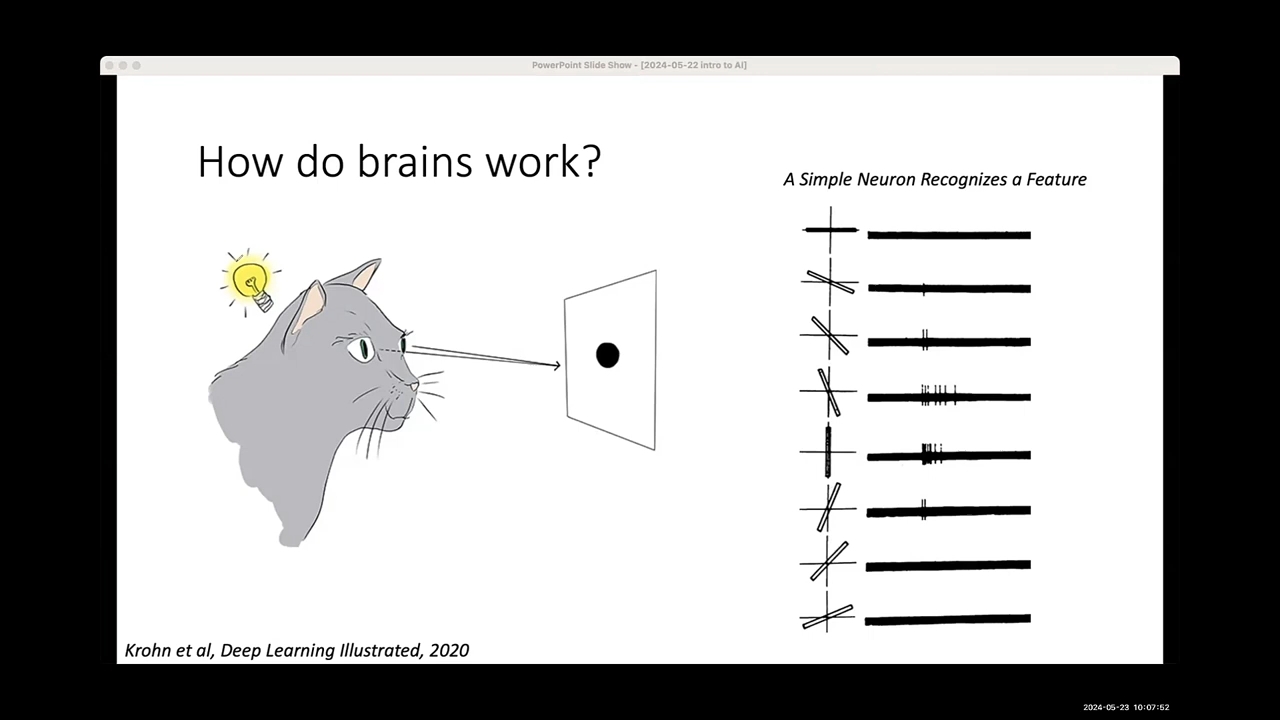 PowerPoint Slide Show - [2024-05-22 intro to AI]
How do brains work?
A Simple Neuron Recognizes a Feature
Krohn et al, Deep Learning Illustrated, 2020
2024-05-23 10:07:52